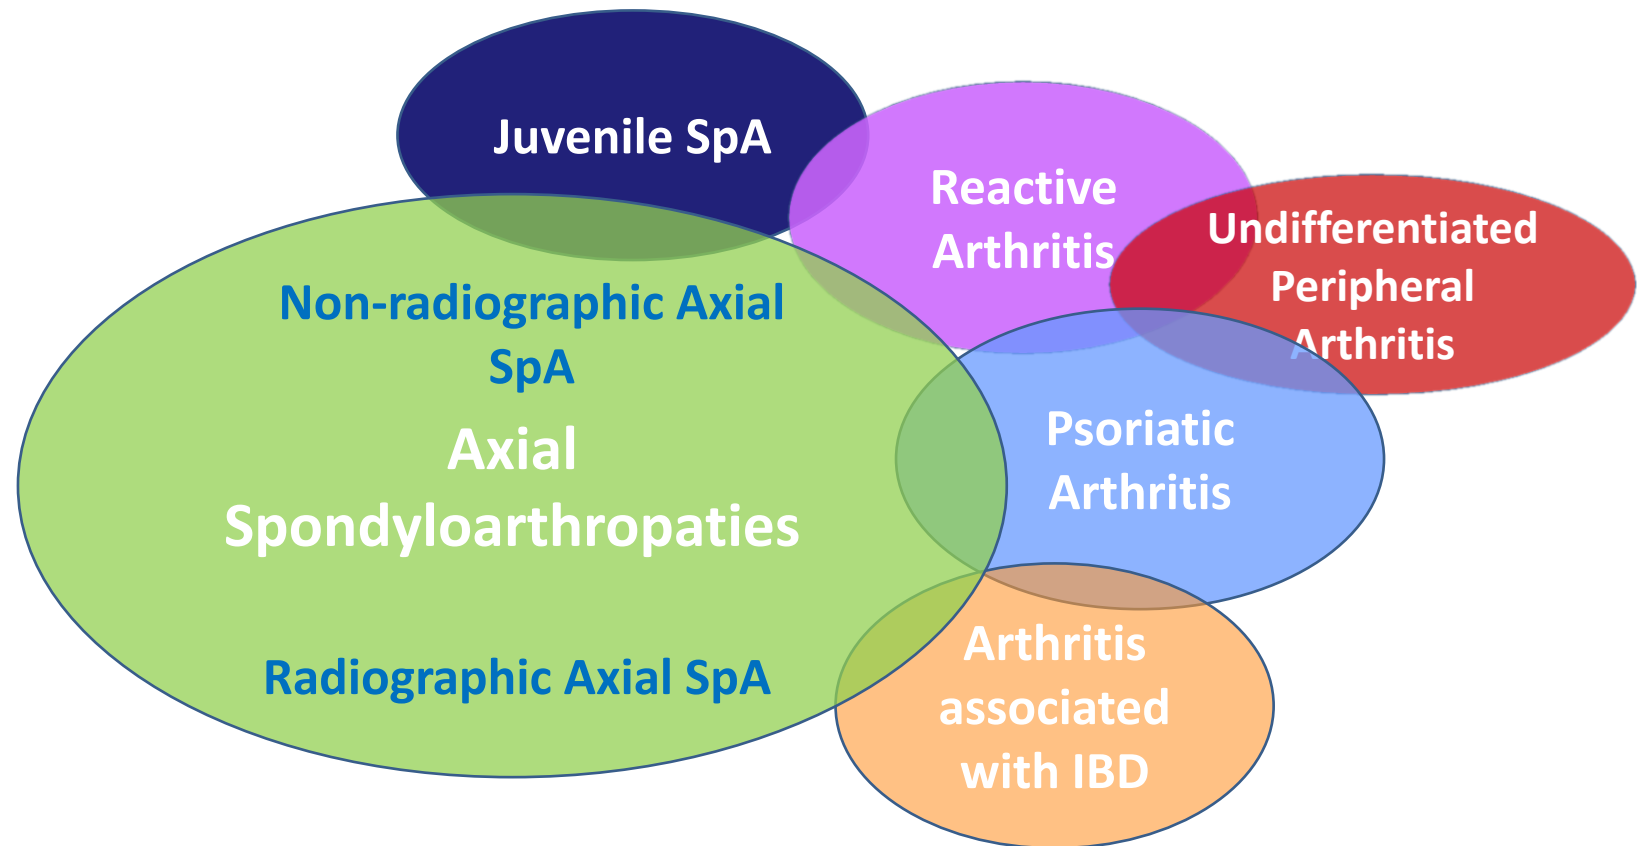 Juvenile SpA
Reactive
Arthritis
Undifferentiated
Peripheral
Arthritis
Non-radiographic Axial
SpA
Axial
Spondyloarthropaties
Psoriatic
Arthritis
Radiographic Axial SpA
Arthritis
associated
with IBD